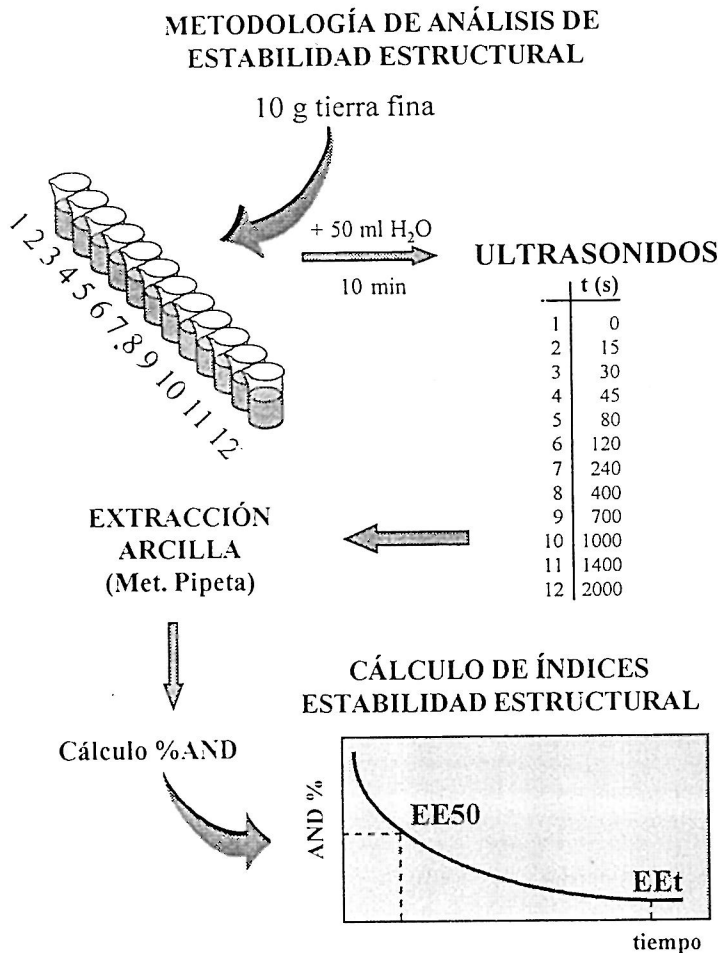 METODOLOGÍA DE ANÁLISIS DE
ESTABILIDAD ESTRUCTURAL
10 g tierra fina
1 2 3 4 5 6 7 8 9 10 11 12
+ 50 ml H₂O
10 min
ULTRASONIDOS
t (s)
1 0
2 15
3 30
4 45
5 80
6 120
7 240
8 400
9 700
10 1000
11 1400
12 2000
EXTRACCIÓN
ARCILLA
(Met. Pipeta)
Cálculo %AND
CÁLCULO DE ÍNDICES
ESTABILIDAD ESTRUCTURAL
AND %
EE50
EEt
tiempo